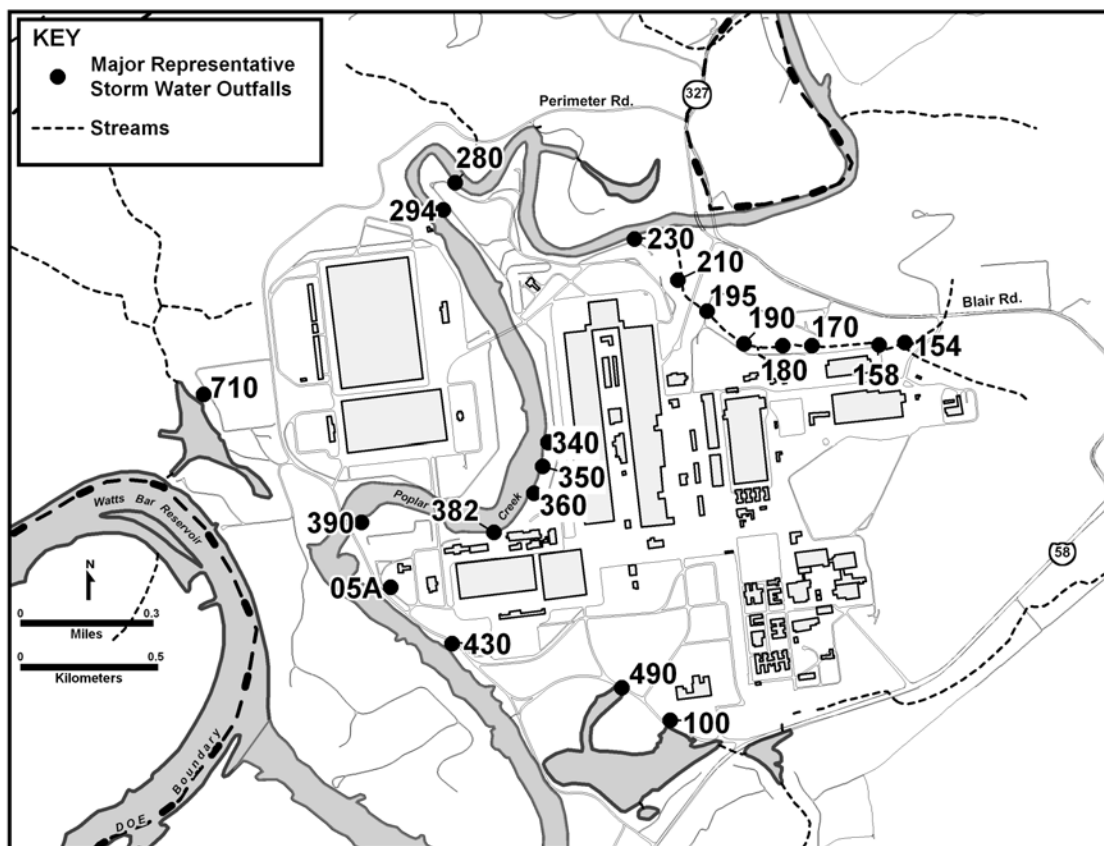 KEY
Major Representative
Storm Water Outfalls
Streams
327
Perimeter Rd.
280
294
230
210
195
Blair Rd.
190
170
154
180
158
710
340
350
Poplar
Creek
360
382
390
Watts Bar Reservoir
58
N
05A
0 0.3
Miles
0 0.5
Kilometers
430
490
100
DOE Boundary